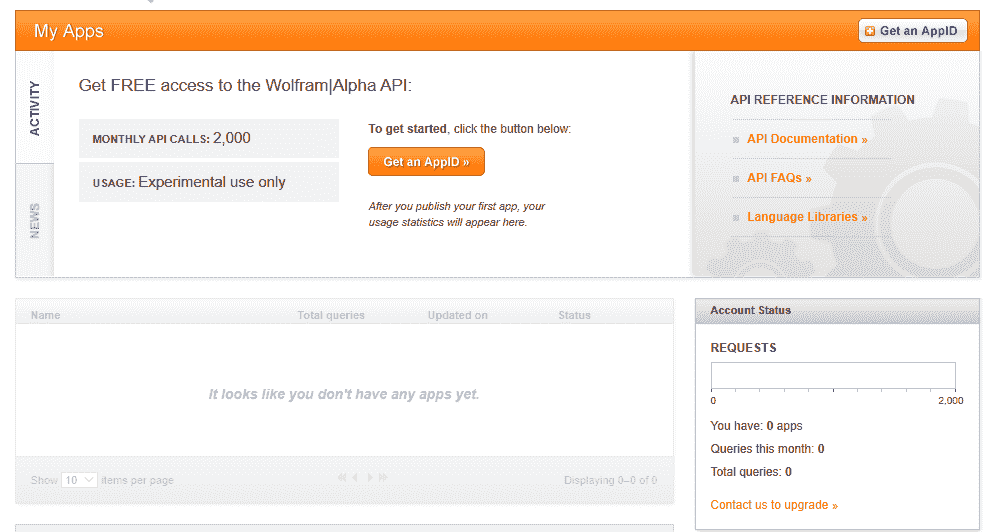 My Apps
Get an AppID
ACTIVITY
NEWS
Get FREE access to the Wolfram|Alpha API:
MONTHLY API CALLS: 2,000
USAGE: Experimental use only
To get started, click the button below:
Get an AppID »
After you publish your first app, your
usage statistics will appear here.
API REFERENCE INFORMATION
API Documentation »
API FAQs »
Language Libraries »
Name Total queries Updated on Status
It looks like you don't have any apps yet.
Show 10 items per page
Displaying 0–0 of 0
Account Status
REQUESTS
0 2,000
You have: 0 apps
Queries this month: 0
Total queries: 0
Contact us to upgrade »